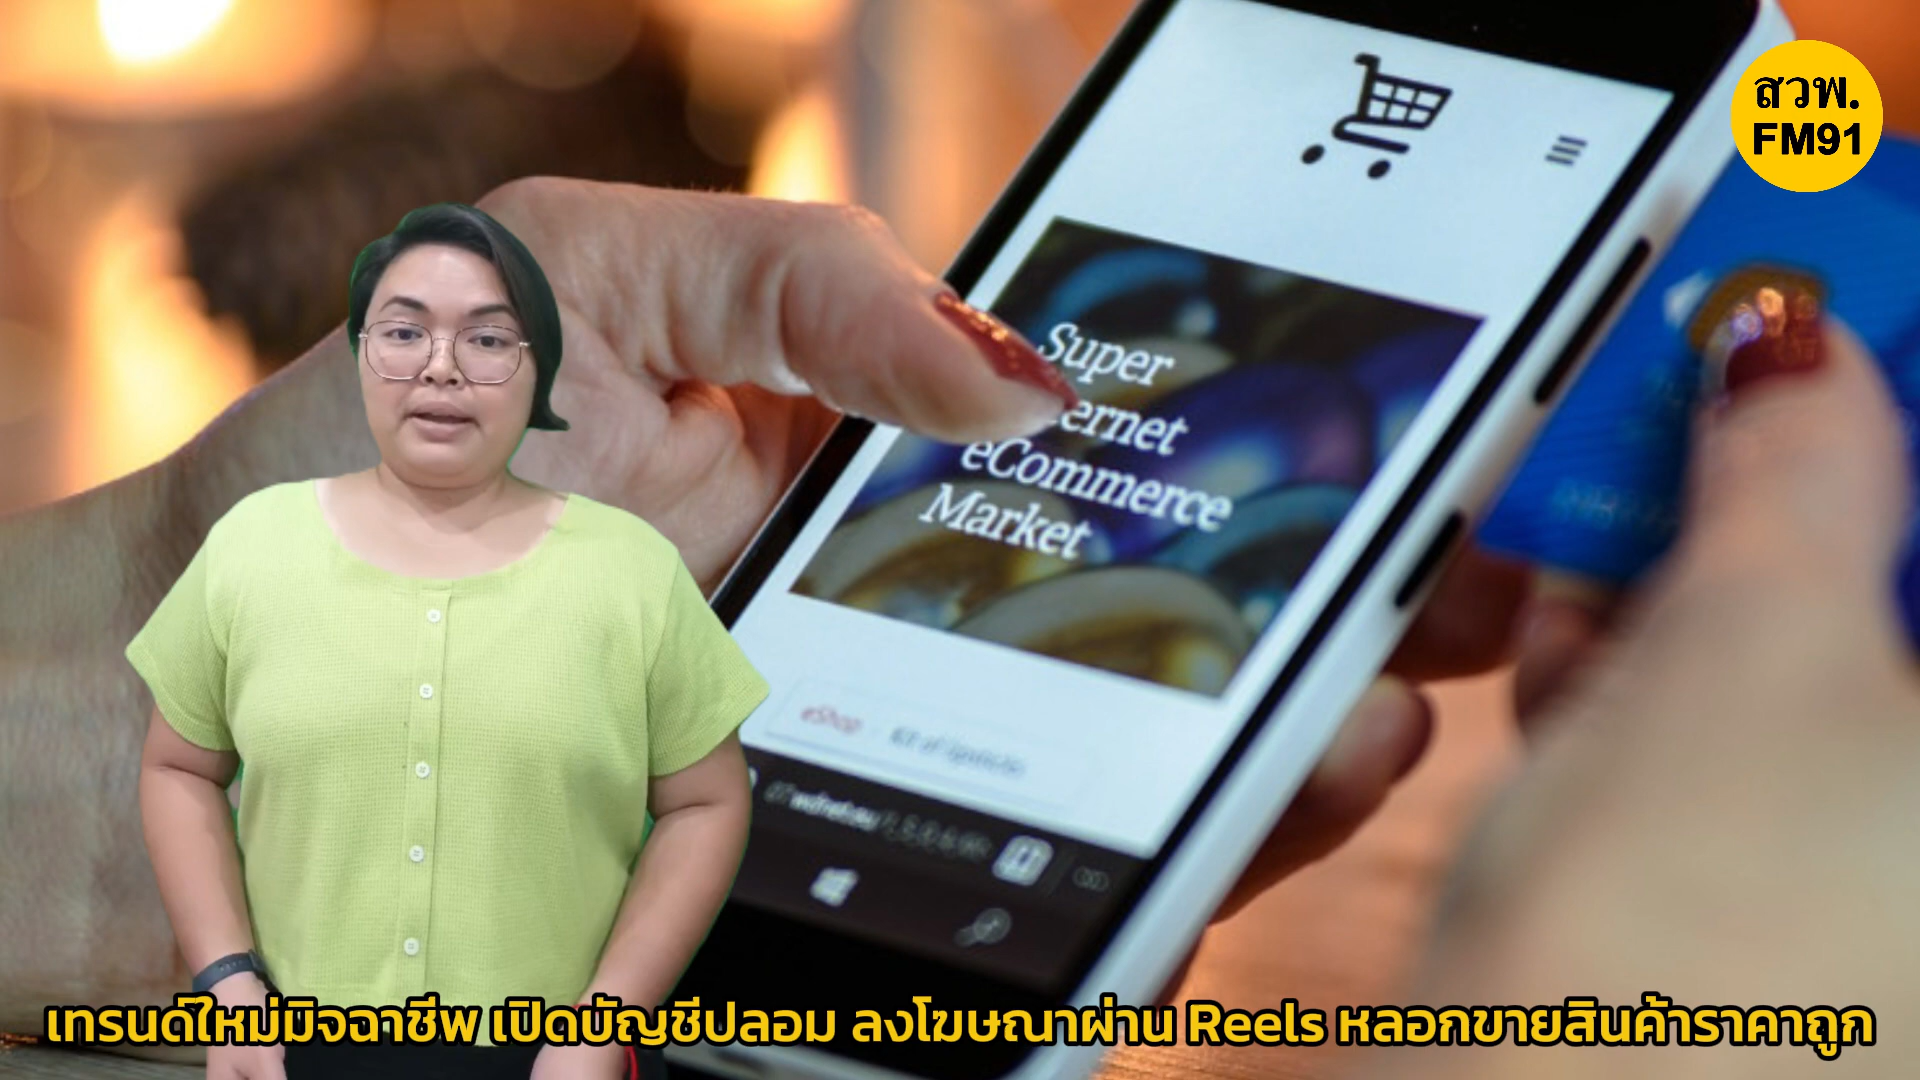 สวพ.
FM91
Super
ernet
eCommerce
Market
eShop
เทรนด์ใหม่มิจฉาชีพ เปิดบัญชีปลอม ลงโฆษณาผ่าน Reels หลอกขายสินค้าราคาถูก